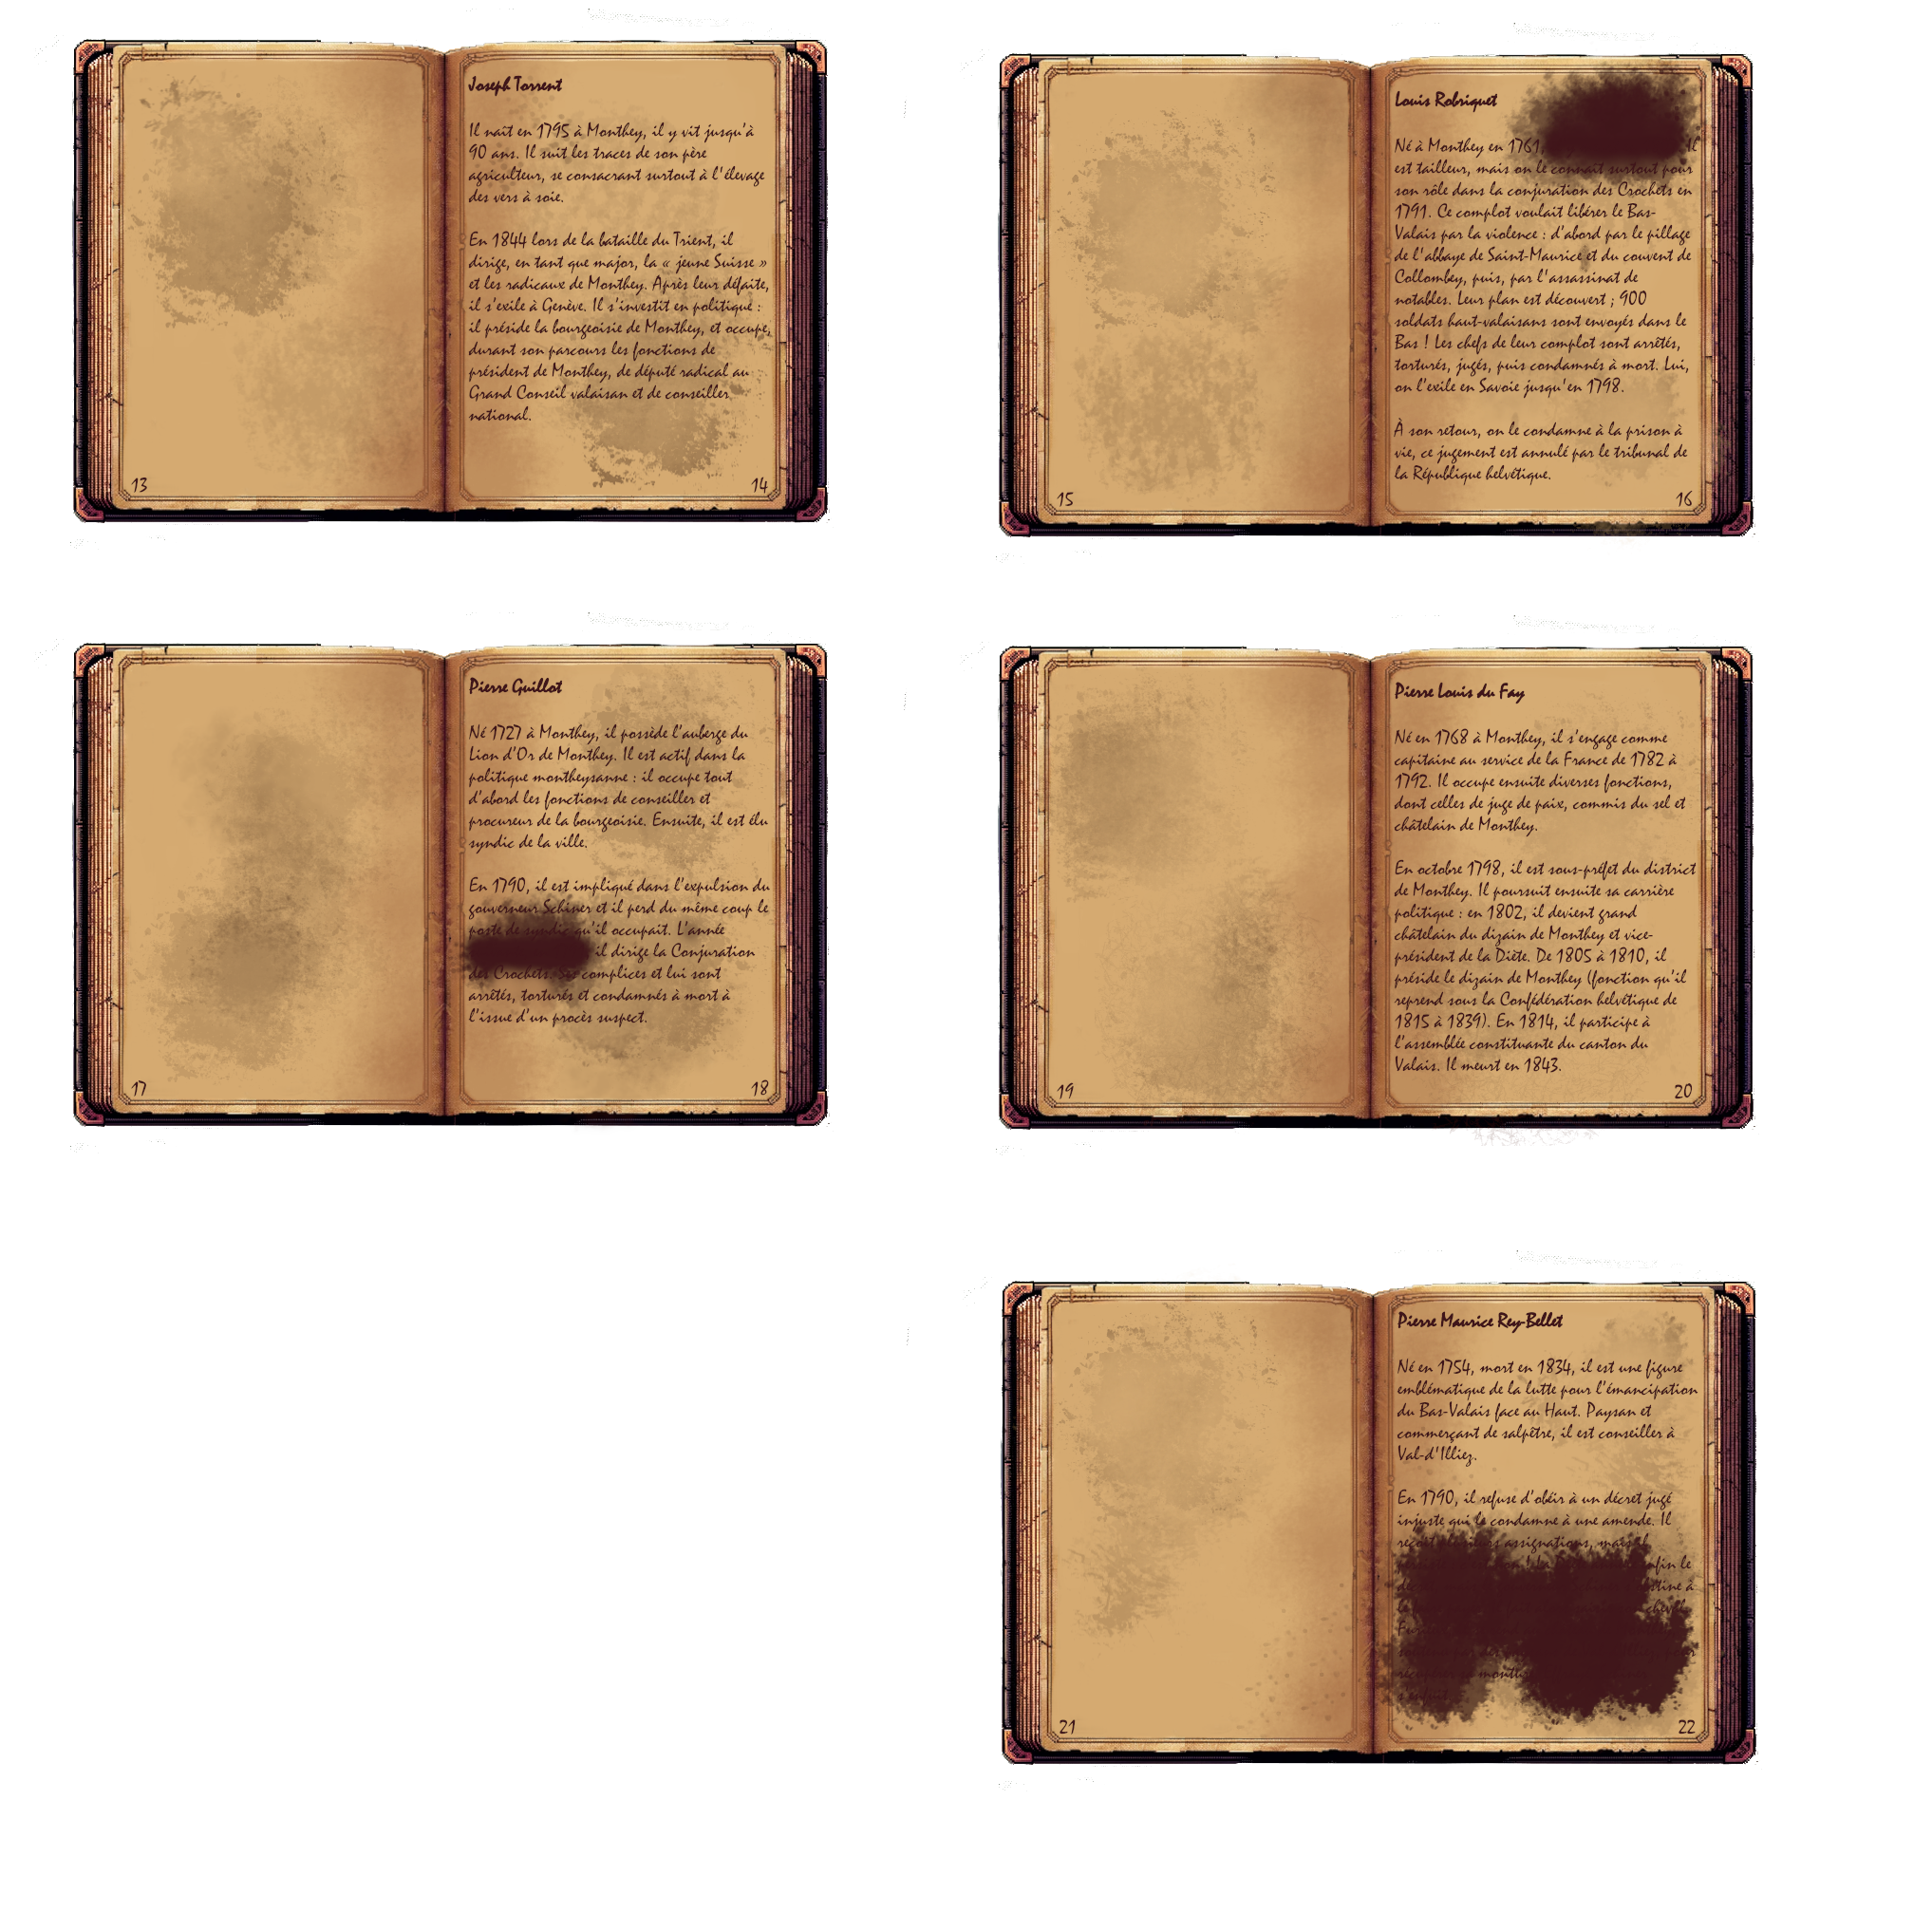 Joseph Torrent
Il naît en 1795 à Monthey, il y vit jusqu'à
90 ans. Il suit les traces de son père
agriculteur, se consacrant surtout à l'élevage
des vers à soie.
En 1844 lors de la bataille du Trient, il
dirige, en tant que major, la « jeune Suisse »
et les radicaux de Monthey. Après leur défaite,
il s'exile à Genève. Il s'investit en politique :
il préside la bourgeoisie de Monthey, et occupe,
durant son parcours les fonctions de
président de Monthey, de député radical au
Grand Conseil valaisan et de conseiller
national.
13
14
Louis Robriquet
Né à Monthey en 1761, Il
est tailleur, mais on le connaît surtout pour
son rôle dans la conjuration des Crochets en
1791. Ce complot voulait libérer le Bas-
Valais par la violence : d'abord par le pillage
de l'abbaye de Saint-Maurice et du couvent de
Collombey, puis, par l'assassinat de
notables. Leur plan est découvert ; 900
soldats haut-valaisans sont envoyés dans le
Bas ! Les chefs de leur complot sont arrêtés,
torturés, jugés, puis condamnés à mort. Lui,
on l'exile en Savoie jusqu'en 1798.
À son retour, on le condamne à la prison à
vie, ce jugement est annulé par le tribunal de
la République helvétique.
15
16
Pierre Guillot
Né 1727 à Monthey, il possède l'auberge du
Lion d'Or de Monthey. Il est actif dans la
politique montheysanne : il occupe tout
d'abord les fonctions de conseiller et
procureur de la bourgeoisie. Ensuite, il est élu
syndic de la ville.
En 1790, il est impliqué dans l'expulsion du
gouverneur Schiner et il perd du même coup le
poste de syndic qu'il occupait. L'année
il dirige la Conjuration
des Crochets. Ses complices et lui sont
arrêtés, torturés et condamnés à mort à
l'issue d'un procès suspect.
17
18
Pierre Louis du Fay
Né en 1768 à Monthey, il s'engage comme
capitaine au service de la France de 1782 à
1792. Il occupe ensuite diverses fonctions,
dont celles de juge de paix, commis du sel et
châtelain de Monthey.
En octobre 1798, il est sous-préfet du district
de Monthey. Il poursuit ensuite sa carrière
politique : en 1802, il devient grand
châtelain du dizain de Monthey et vice-
président de la Diète. De 1805 à 1810, il
préside le dizain de Monthey (fonction qu'il
reprend sous la Confédération helvétique de
1815 à 1839). En 1814, il participe à
l'assemblée constituante du canton du
Valais. Il meurt en 1843.
19
20
Pierre Maurice Rey-Bellet
Né en 1754, mort en 1834, il est une figure
emblématique de la lutte pour l'émancipation
du Bas-Valais face au Haut. Paysan et
commerçant de salpêtre, il est conseiller à
Val-d'Illiez.
En 1790, il refuse d'obéir à un décret jugé
injuste qui le condamne à une amende. Il
reçoit plusieurs assignations, mais il
le
à
21
22